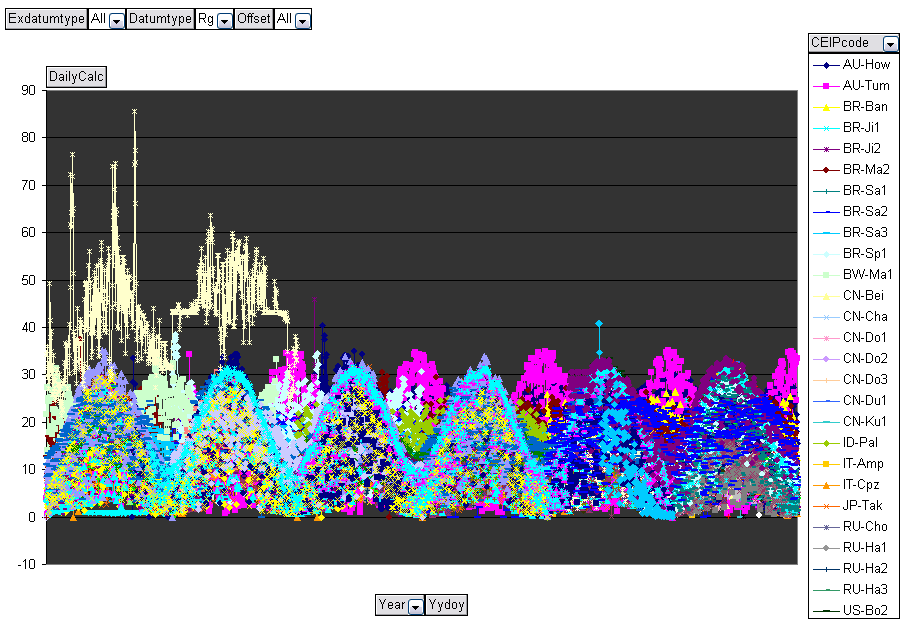 Exdatumtype All Datumtype Rg Offset All
CEIPcode
DailyCalc
90
80
70
60
50
40
30
20
10
0
-10
AU-How
AU-Tum
BR-Ban
BR-Ji1
BR-Ji2
BR-Ma2
BR-Sa1
BR-Sa2
BR-Sa3
BR-Sp1
BW-Ma1
CN-Bei
CN-Cha
CN-Do1
CN-Do2
CN-Do3
CN-Du1
CN-Ku1
ID-Pal
IT-Amp
IT-Cpz
JP-Tak
RU-Cho
RU-Ha1
RU-Ha2
RU-Ha3
US-Bo2
Year Yydoy